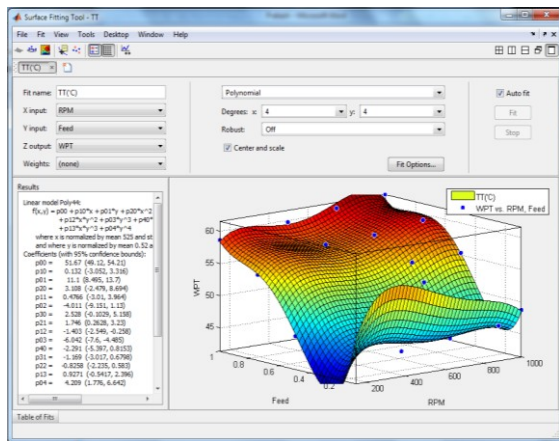 Surface Fitting Tool - TT
File Fit View Tools Desktop Window Help
TT(°C)
Fit name: TT(°C)
X input: RPM
Y input: Feed
Z output: WPT
Weights: (none)
Polynomial
Degrees: x: 4 y: 4
Robust: Off
Center and scale
Fit Options...
Auto fit
Fit
Stop
Results
Linear model Poly44:
f(x,y) = p00 + p10*x + p01*y + p20*x^2
+ p12*x*y^2 + p03*y^3 + p40*
+ p13*x*y^3 + p04*y^4
where x is normalized by mean 525 and st
and where y is normalized by mean 0.52 a
Coefficients (with 95% confidence bounds):
p00 = 51.67 (49.12, 54.21)
p10 = 0.132 (-3.052, 3.316)
p01 = 11.1 (8.495, 13.7)
p20 = 3.108 (-2.479, 8.694)
p11 = 0.4766 (-3.01, 3.964)
p02 = -4.011 (-9.151, 1.13)
p30 = 2.528 (-0.1029, 5.158)
p21 = 1.746 (0.2628, 3.23)
p12 = -1.403 (-2.549, -0.258)
p03 = -6.042 (-7.6, -4.485)
p40 = -2.291 (-5.397, 0.8153)
p31 = -1.169 (-3.017, 0.6798)
p22 = -0.8258 (-2.235, 0.583)
p13 = 0.9271 (-0.5417, 2.396)
p04 = 4.209 (1.776, 6.642)
TT(°C)
WPT vs. RPM, Feed
60
55
50
45
WPT
1
0.8
0.6
0.4
0.2
Feed
200
400
600
800
1000
RPM
Table of Fits